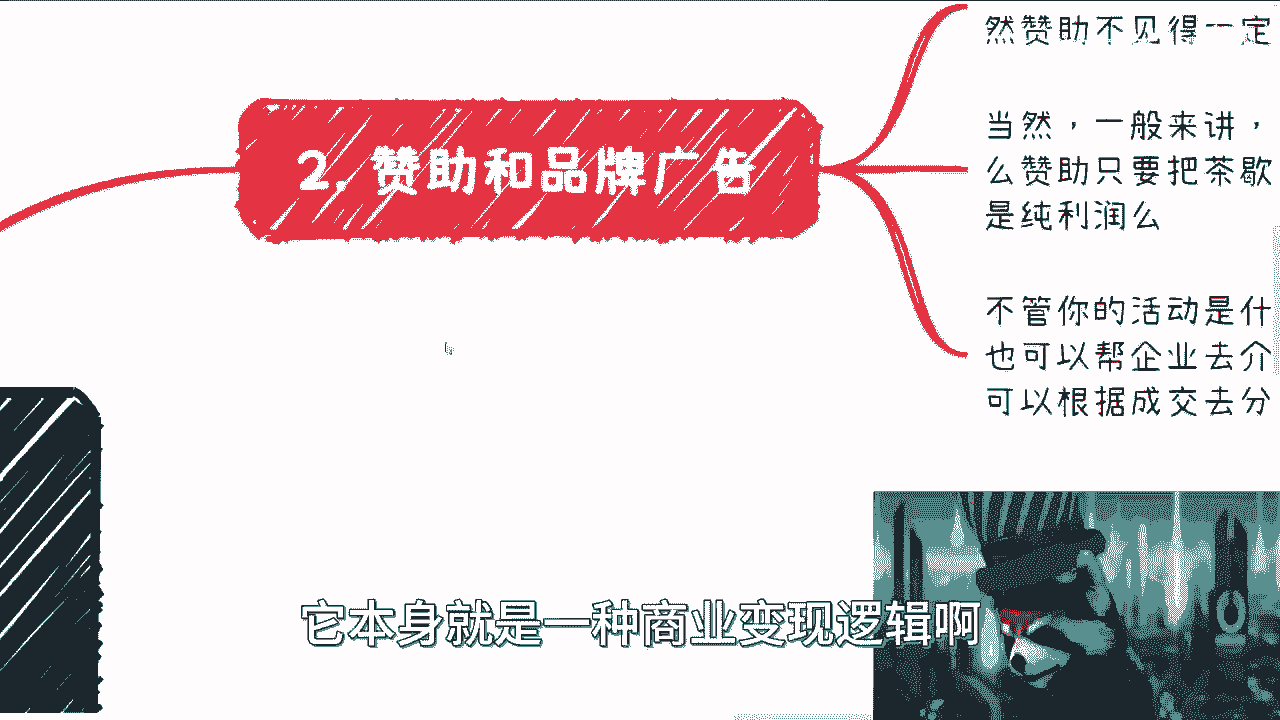 然赞助不见得一定
2. 赞助和品牌广告
当然，一般来讲，
么赞助只要把茶歇
是纯利润么
不管你的活动是什
也可以帮企业去介
可以根据成交去分
它本身就是一种商业变现逻辑啊